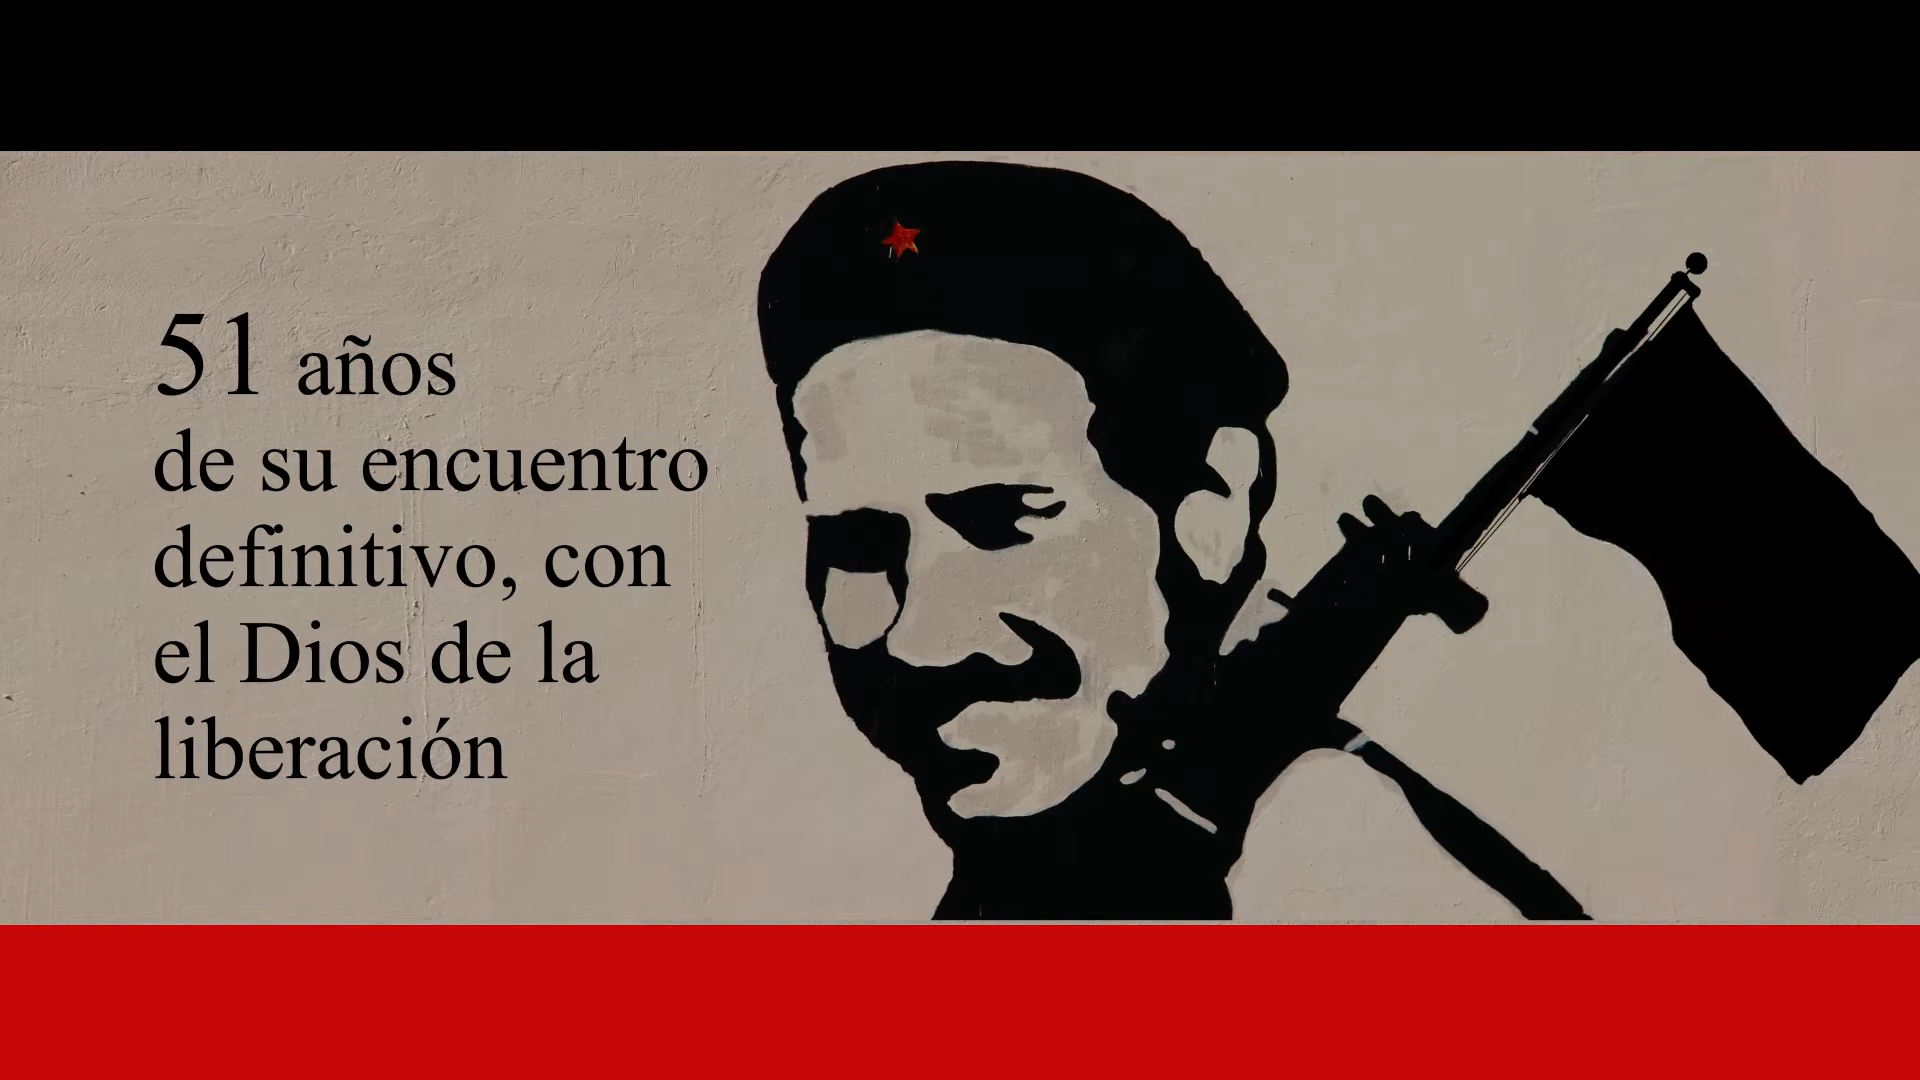 51 años
de su encuentro
definitivo, con
el Dios de la
liberación